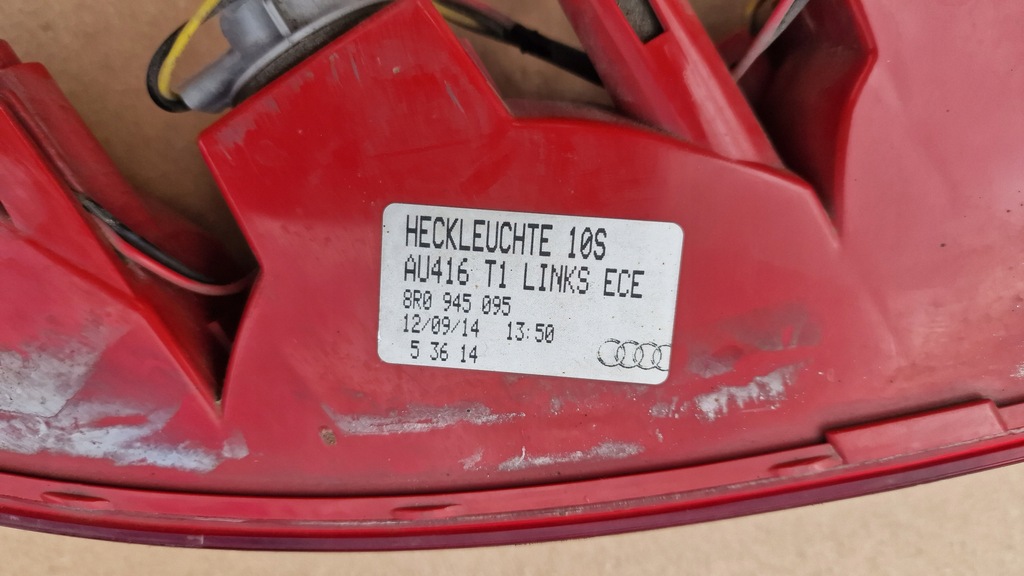 HECKLEUCHTE 10S
AU416 T1 LINKS ECE
8R0 945 095
12/09/14 13:50
5 36 14